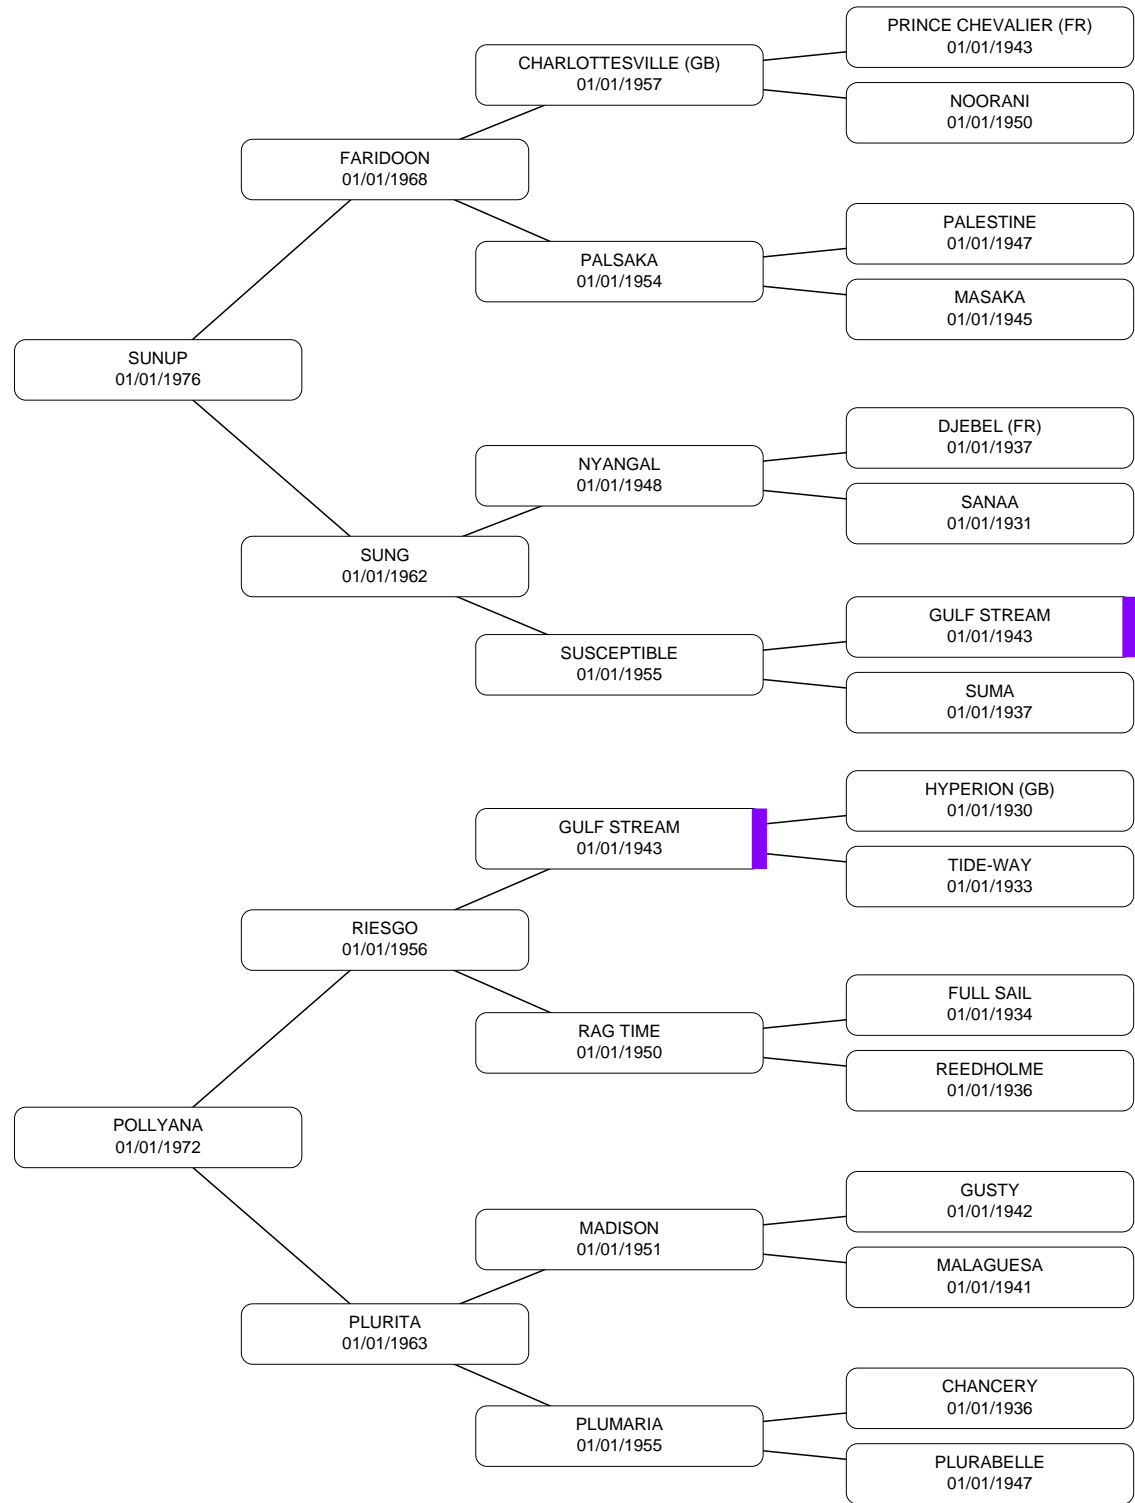 PRINCE CHEVALIER (FR)
01/01/1943
CHARLOTTESVILLE (GB)
01/01/1957
NOORANI
01/01/1950
FARIDOON
01/01/1968
PALESTINE
01/01/1947
PALSAKA
01/01/1954
MASAKA
01/01/1945
SUNUP
01/01/1976
DJEBEL (FR)
01/01/1937
NYANGAL
01/01/1948
SANAA
01/01/1931
SUNG
01/01/1962
GULF STREAM
01/01/1943
SUSCEPTIBLE
01/01/1955
SUMA
01/01/1937
HYPERION (GB)
01/01/1930
GULF STREAM
01/01/1943
TIDE-WAY
01/01/1933
RIESGO
01/01/1956
FULL SAIL
01/01/1934
RAG TIME
01/01/1950
REEDHOLME
01/01/1936
POLLYANA
01/01/1972
GUSTY
01/01/1942
MADISON
01/01/1951
MALAGUESA
01/01/1941
PLURITA
01/01/1963
CHANCERY
01/01/1936
PLUMARIA
01/01/1955
PLURABELLE
01/01/1947